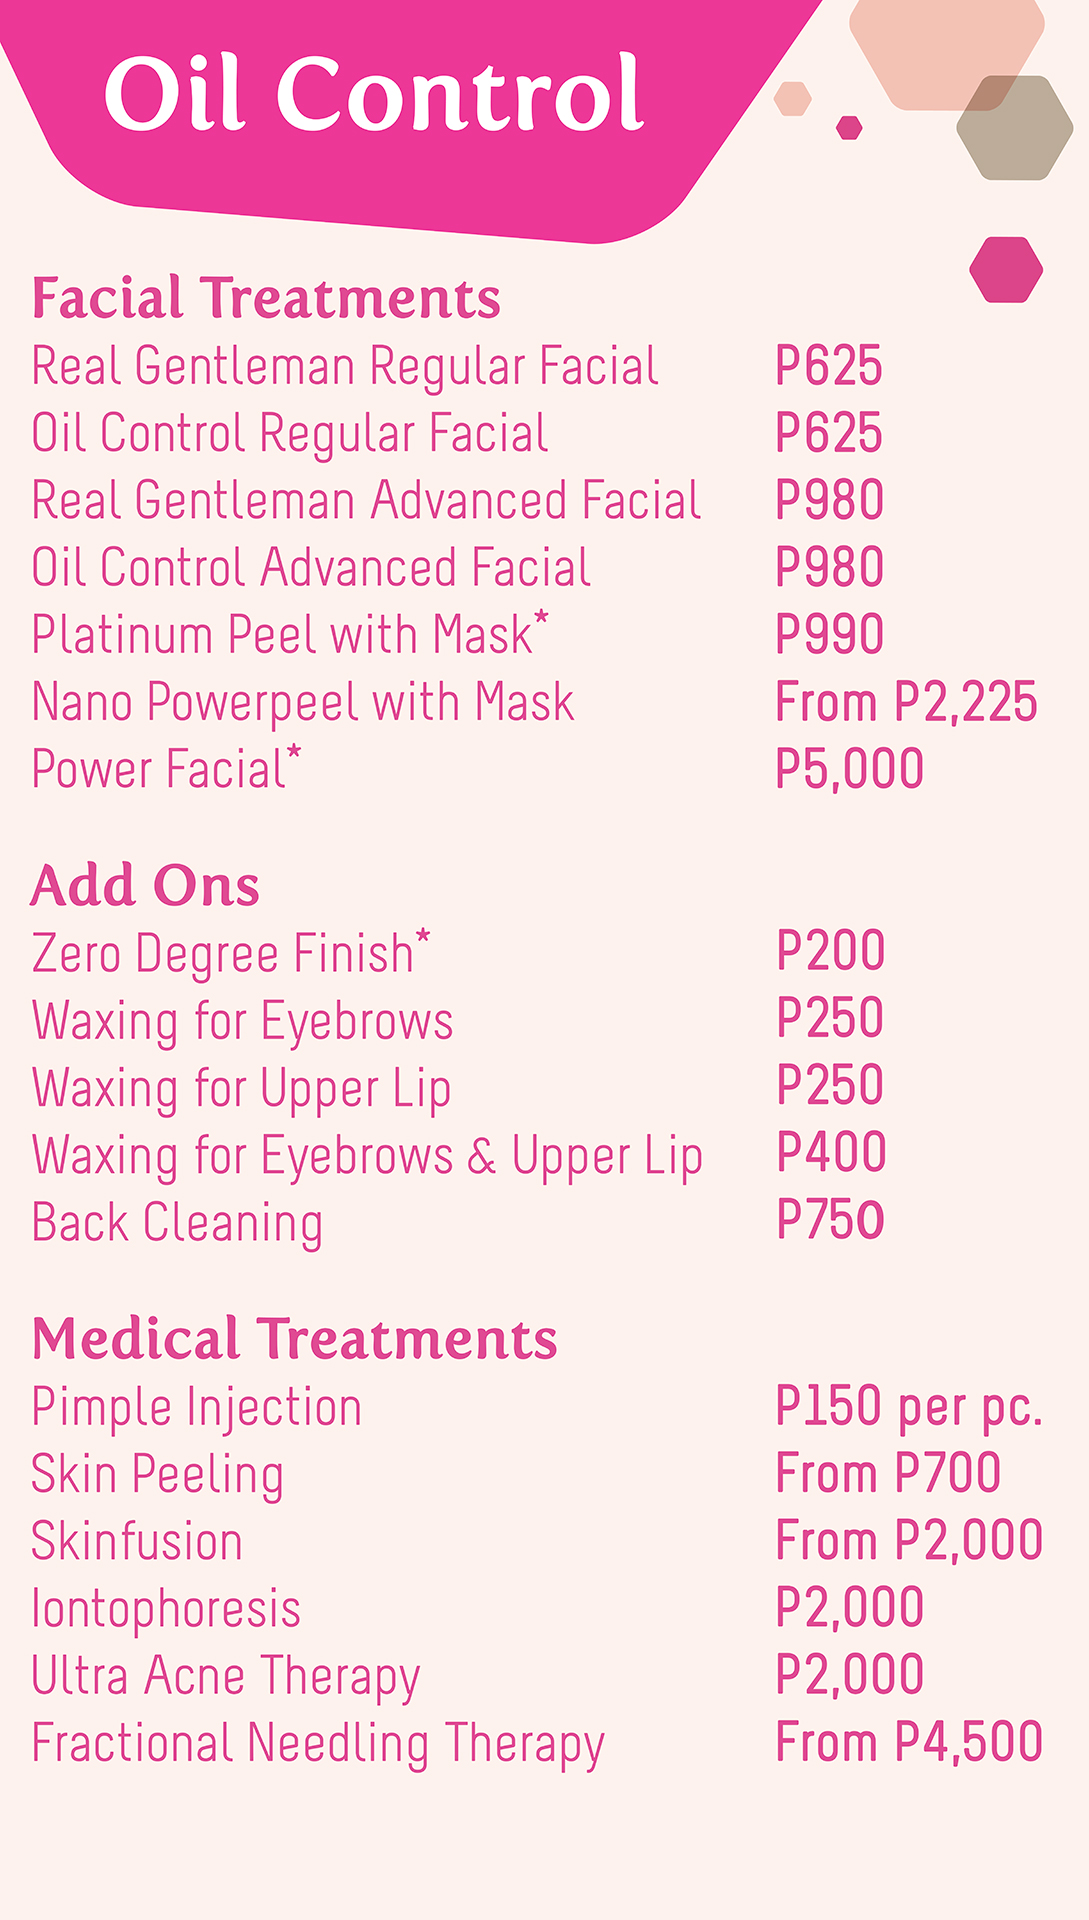 Oil Control
Facial Treatments
Real Gentleman Regular Facial P625
Oil Control Regular Facial P625
Real Gentleman Advanced Facial P980
Oil Control Advanced Facial P980
Platinum Peel with Mask* P990
Nano Powerpeel with Mask From P2,225
Power Facial* P5,000
Add Ons
Zero Degree Finish* P200
Waxing for Eyebrows P250
Waxing for Upper Lip P250
Waxing for Eyebrows & Upper Lip P400
Back Cleaning P750
Medical Treatments
Pimple Injection P150 per pc.
Skin Peeling From P700
Skinfusion From P2,000
Iontophoresis P2,000
Ultra Acne Therapy P2,000
Fractional Needling Therapy From P4,500